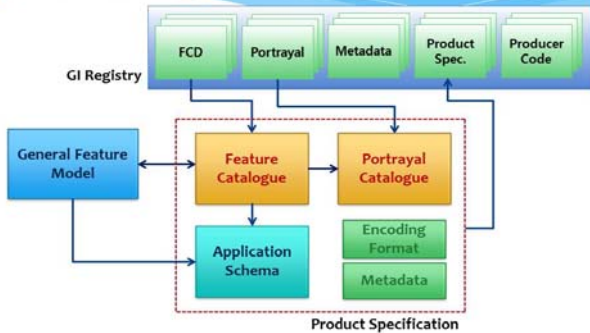 FCD
Portrayal
Metadata
Product
Spec.
Producer
Code
GI Registry
General Feature
Model
Feature
Catalogue
Portrayal
Catalogue
Application
Schema
Encoding
Format
Metadata
Product Specification